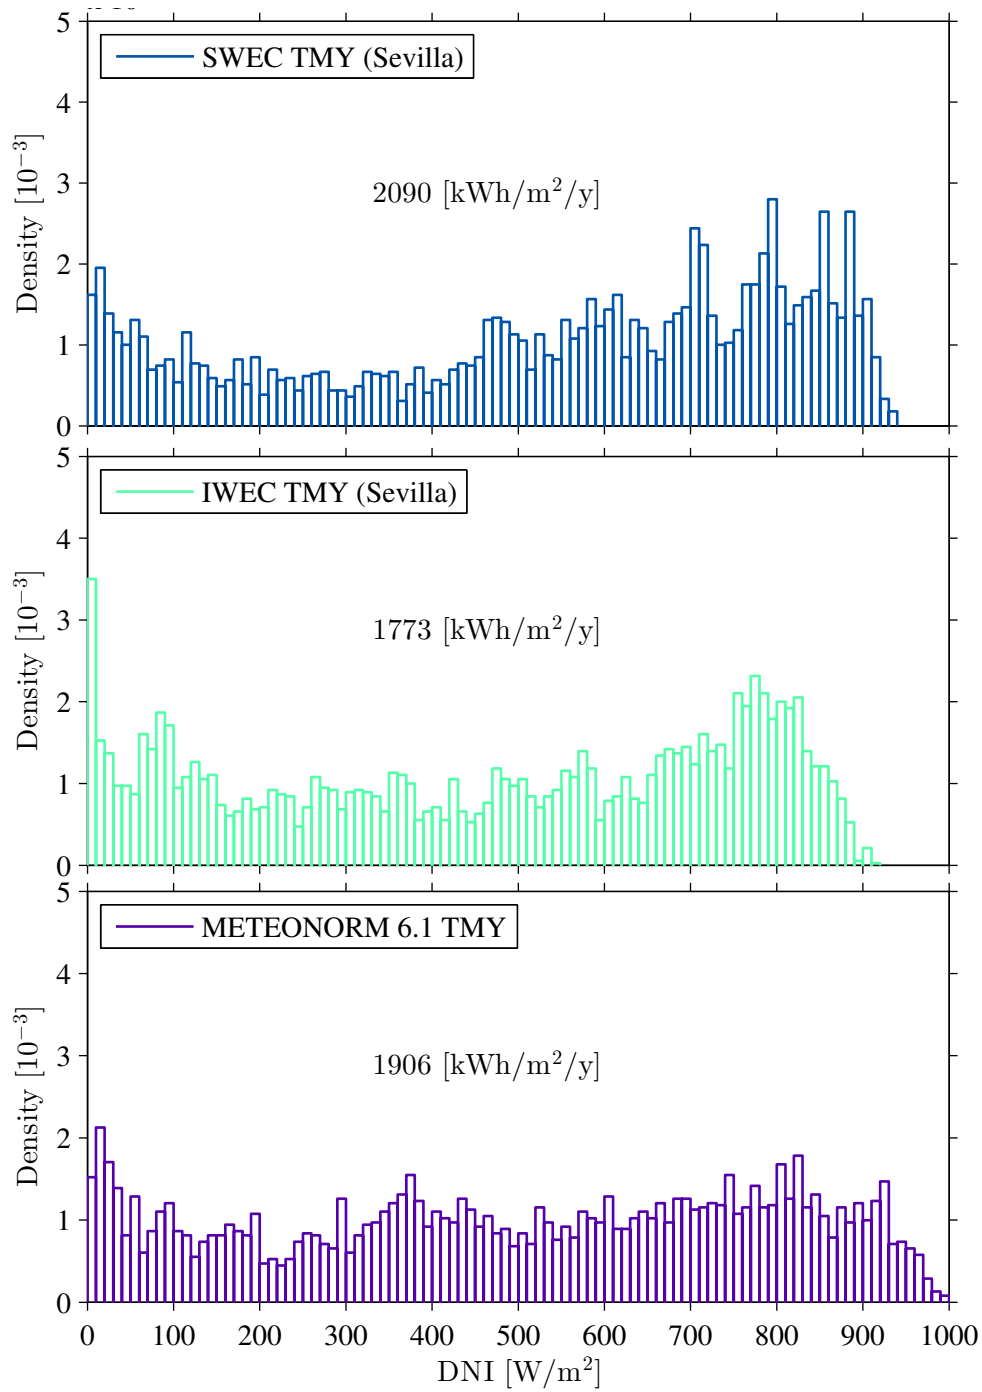 5
SWEC TMY (Sevilla)
4
3
2090 [kWh/m²/y]
2
1
0
Density [10⁻³]
5
IWEC TMY (Sevilla)
4
3
1773 [kWh/m²/y]
2
1
0
Density [10⁻³]
5
METEONORM 6.1 TMY
4
3
1906 [kWh/m²/y]
2
1
0
Density [10⁻³]
0 100 200 300 400 500 600 700 800 900 1000
DNI [W/m²]